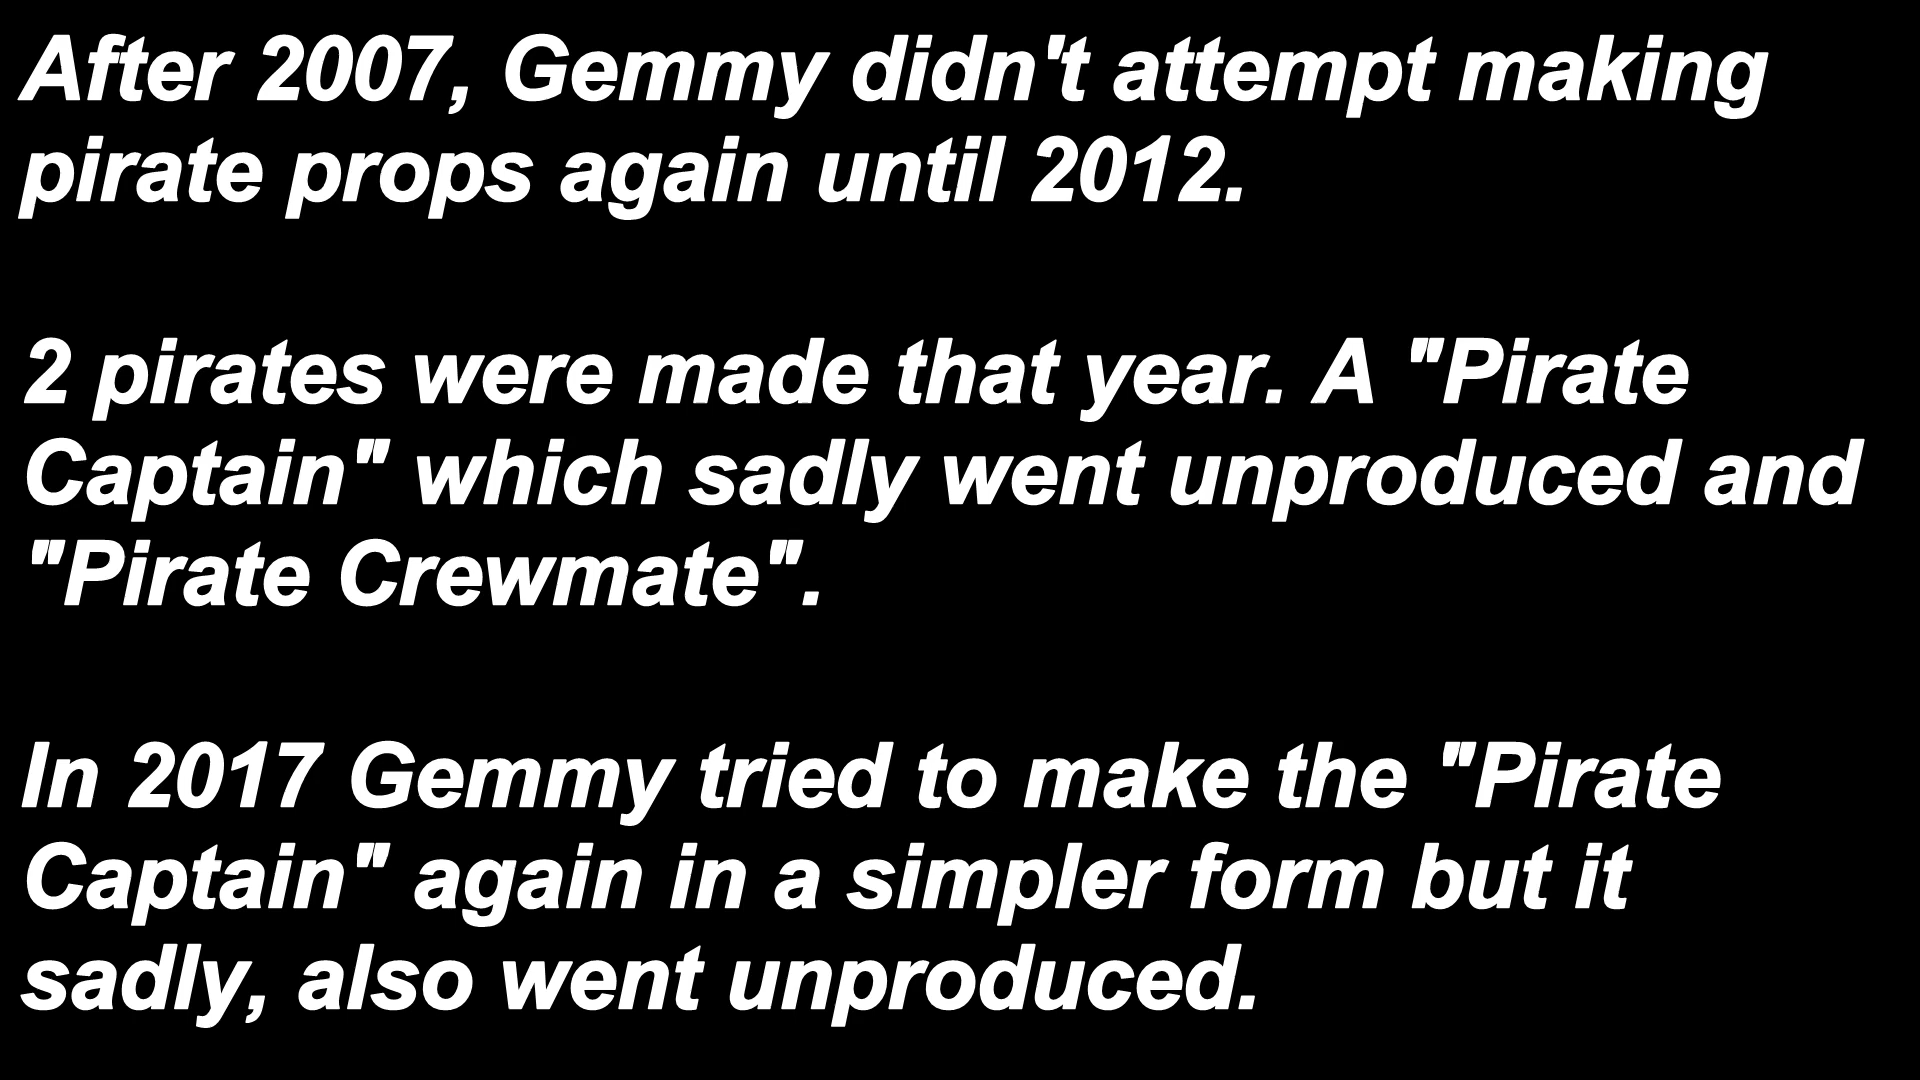 After 2007, Gemmy didn't attempt making
pirate props again until 2012.
2 pirates were made that year. A "Pirate
Captain" which sadly went unproduced and
"Pirate Crewmate".
In 2017 Gemmy tried to make the "Pirate
Captain" again in a simpler form but it
sadly, also went unproduced.